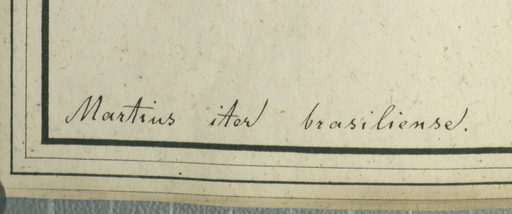 Martius iter brasiliense.